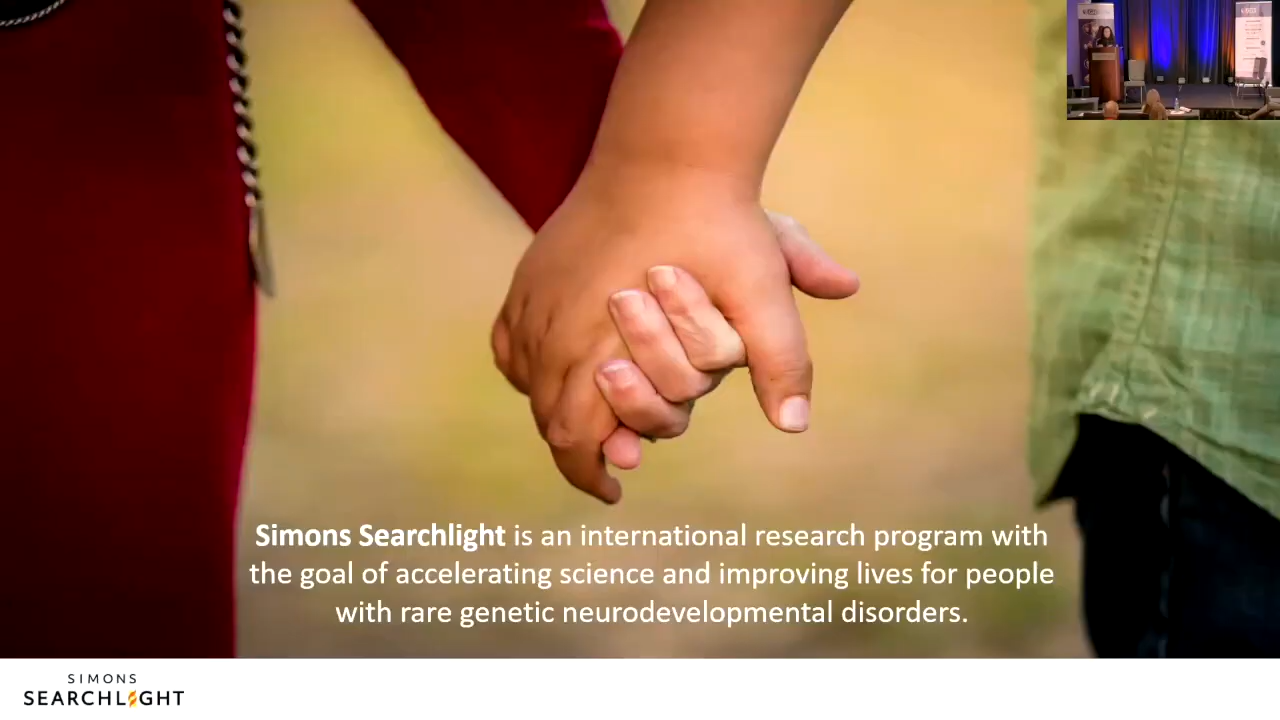 Simons Searchlight is an international research program with
the goal of accelerating science and improving lives for people
with rare genetic neurodevelopmental disorders.
SIMONS
SEARCHLIGHT